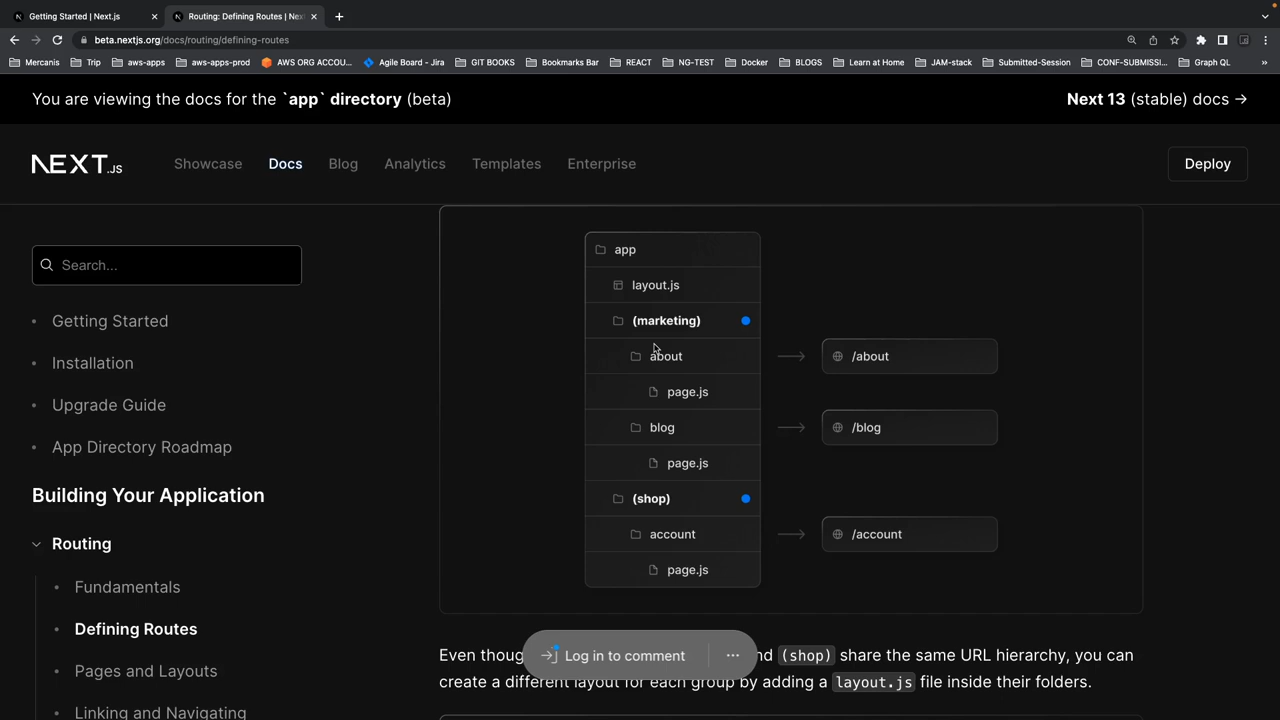 Getting Started | Next.js
Routing: Defining Routes | Nex
beta.nextjs.org/docs/routing/defining-routes
Mercanis Trip aws-apps aws-apps-prod AWS ORG ACCOU... Agile Board - Jira GIT BOOKS Bookmarks Bar REACT NG-TEST Docker BLOGS Learn at Home JAM-stack Submitted-Session CONF-SUBMISSI... Graph QL »
You are viewing the docs for the `app` directory (beta)
Next 13 (stable) docs →
NEXT.JS Showcase Docs Blog Analytics Templates Enterprise Deploy
Search...
Getting Started
Installation
Upgrade Guide
App Directory Roadmap
Building Your Application
Routing
Fundamentals
Defining Routes
Pages and Layouts
Linking and Navigating
app
layout.js
(marketing)
about → /about
page.js
blog → /blog
page.js
(shop)
account → /account
page.js
Even thoug nd (shop) share the same URL hierarchy, you can
create a different layout for each group by adding a layout.js file inside their folders.
Log in to comment ...